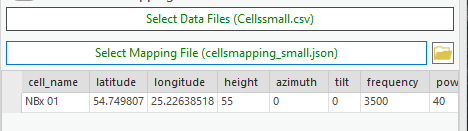 Select Data Files (Cellssmall.csv)
Select Mapping File (cellsmapping_small.json)
cell_name latitude longitude height azimuth tilt frequency pow
NBx 01 54.749807 25.22638518 55 0 0 3500 40